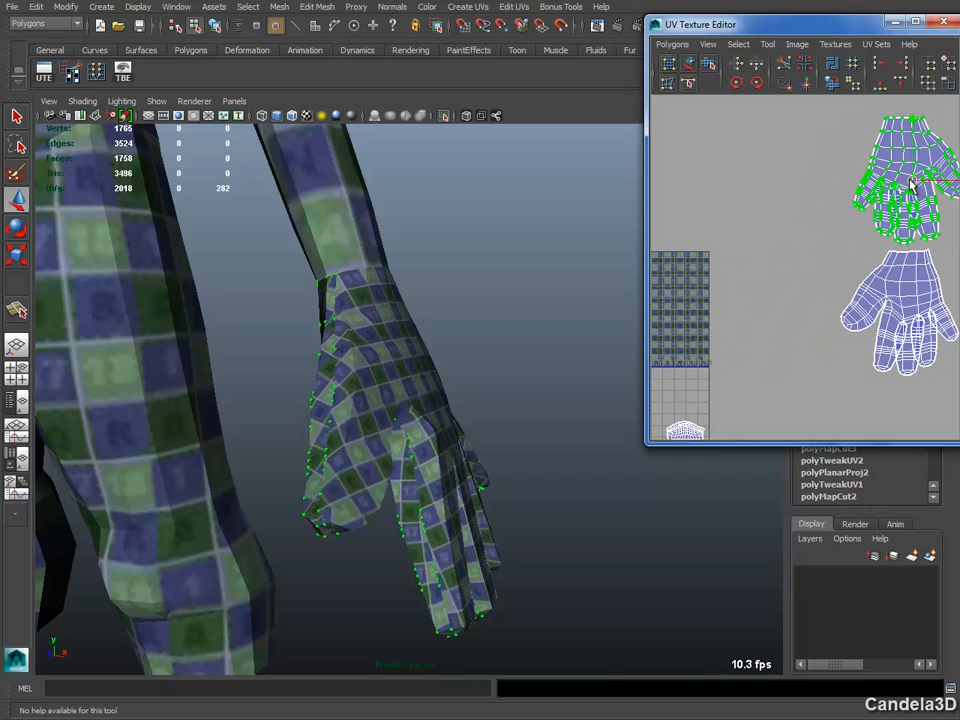 File Edit Modify Create Display Window Assets Select Mesh Edit Mesh Proxy Normals Color Create UVs Edit UVs Bonus Tools Help
Polygons
UV Texture Editor
Polygons View Select Tool Image Textures UV Sets Help
General Curves Surfaces Polygons Deformation Animation Dynamics Rendering PaintEffects Toon Muscle Fluids Fur
UTE TBE
View Shading Lighting Show Renderer Panels
Verts: 1765 0 0
Edges: 3524 0 0
Faces: 1758 0 0
Tris: 3496 0 0
UVs: 2018 0 282
polyMapCut3
polyTweakUV2
polyPlanarProj2
polyTweakUV1
polyMapCut2
Display Render Anim
Layers Options Help
y
x
10.3 fps
MEL
Candela3D
No help available for this tool